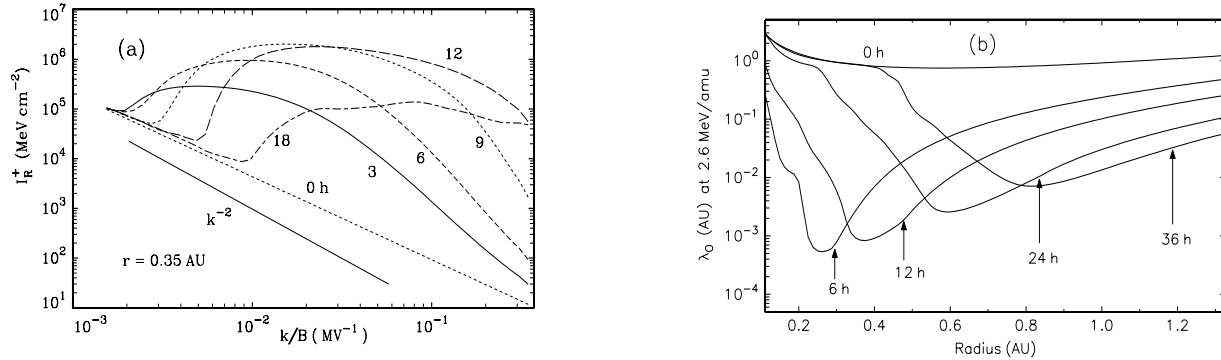 (a)
I_R^+ (MeV cm^-2)
10^7
10^6
10^5
10^4
10^3
10^2
10^1
12
18
3
6
9
0 h
k^-2
r = 0.35 AU
10^-3
10^-2
10^-1
k/B (MV^-1)
(b)
λ_O (AU) at 2.6 MeV/amu
10^0
10^-1
10^-2
10^-3
10^-4
0 h
6 h
12 h
24 h
36 h
0.2
0.4
0.6
0.8
1.0
1.2
Radius (AU)